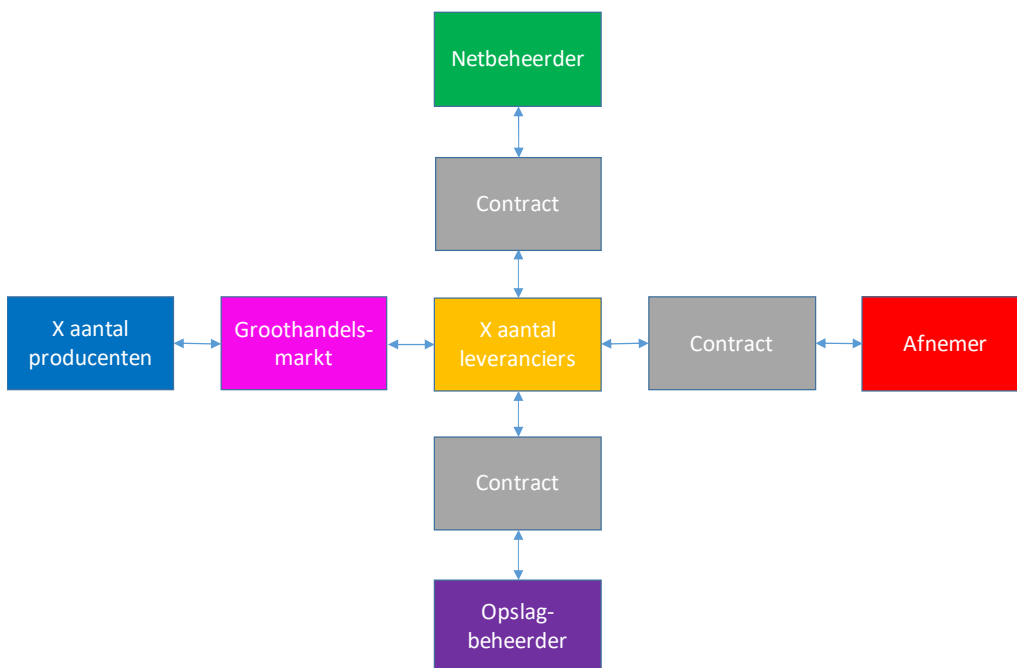 Netbeheerder
Contract
X aantal
producenten
Groothandels-
markt
X aantal
leveranciers
Contract
Afnemer
Contract
Opslag-
beheerder